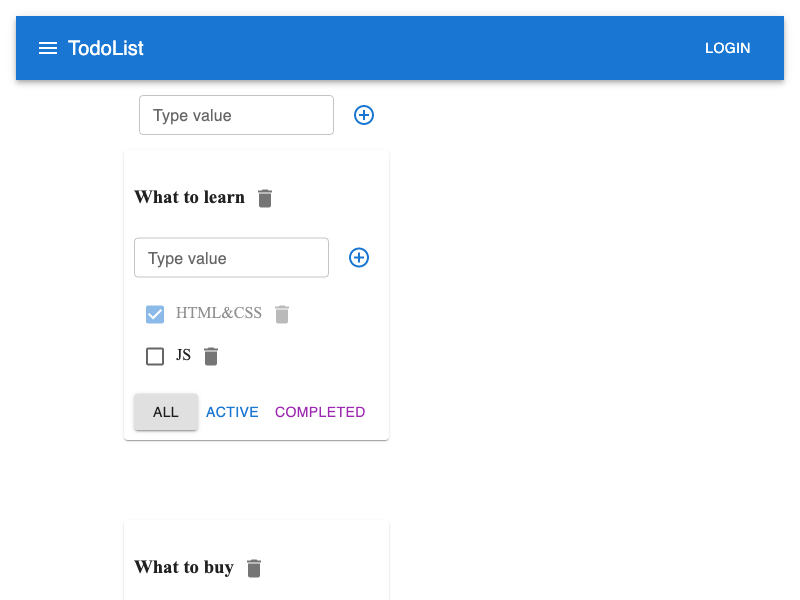 TodoList LOGIN
Type value
What to learn
Type value
HTML&CSS
JS
ALL ACTIVE COMPLETED
What to buy